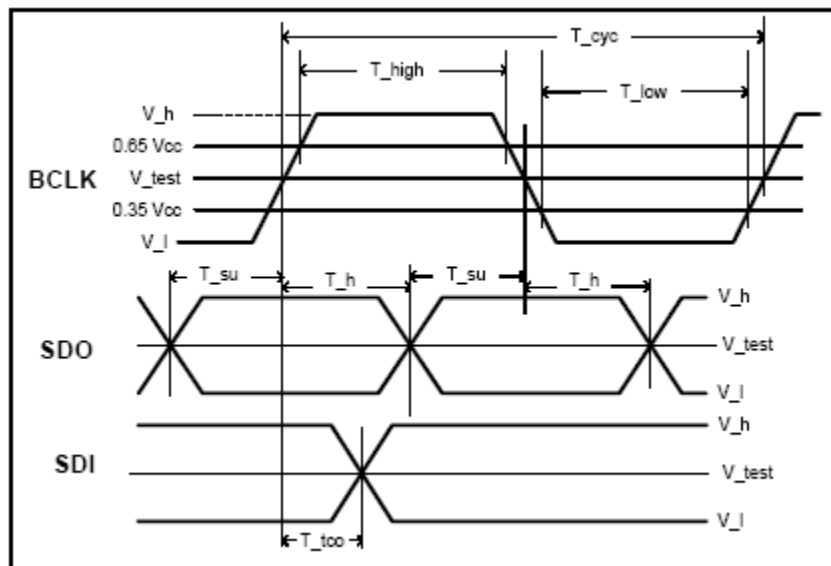 T_cyc
T_high
T_low
V_h
0.65 Vcc
BCLK
V_test
0.35 Vcc
V_l
T_su
T_h
T_su
T_h
V_h
SDO
V_test
V_l
V_h
SDI
V_test
V_l
T_tco